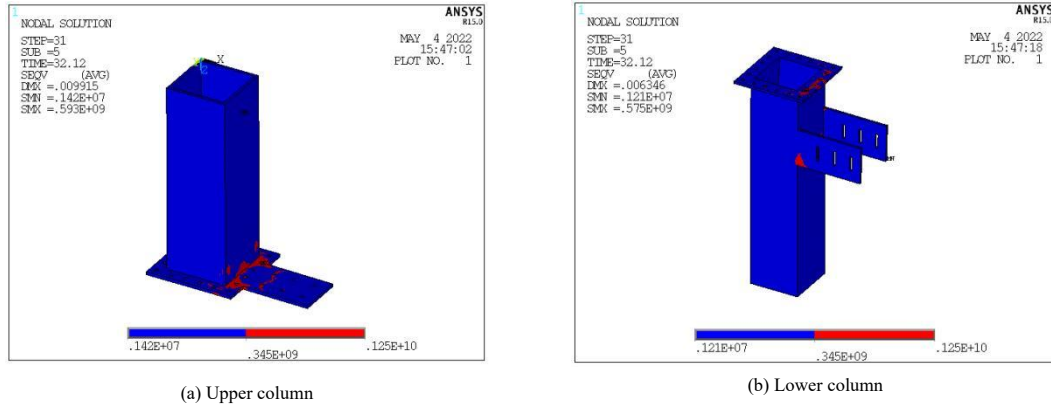 1
NODAL SOLUTION
STEP=31
SUB =5
TIME=32.12
SEQV (AVG)
DMX =.009915
SMN =.142E+07
SMX =.593E+09
ANSYS
R15.0
MAY 4 2022
15:47:02
PLOT NO. 1
X
.142E+07
.345E+09
.125E+10
(a) Upper column
1
NODAL SOLUTION
STEP=31
SUB =5
TIME=32.12
SEQV (AVG)
DMX =.006346
SMN =.121E+07
SMX =.575E+09
ANSYS
R15.0
MAY 4 2022
15:47:18
PLOT NO. 1
.121E+07
.345E+09
.125E+10
(b) Lower column